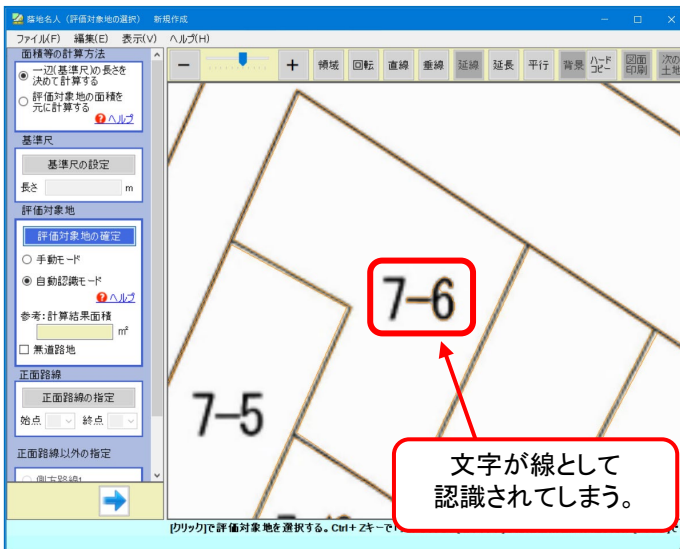 築地名人（評価対象地の選択） 新規作成
ファイル(F) 編集(E) 表示(V) ヘルプ(H)
面積等の計算方法
一辺(基準尺)の長さを
決めて計算する
評価対象地の面積を
元に計算する
ヘルプ
基準尺
基準尺の設定
長さ m
評価対象地
評価対象地の確定
手動モード
自動認識モード
ヘルプ
参考:計算結果面積
㎡
無道路地
正面路線
正面路線の指定
始点 終点
正面路線以外の指定
側方路線1
− + 領域 回転 直線 垂線 延線 延長 平行 背景 ハード
コピー 図面
印刷 次の
土地
7-6
7-5
文字が線として
認識されてしまう。
[クリック]で評価対象地を選択する。Ctrl+Zキーで